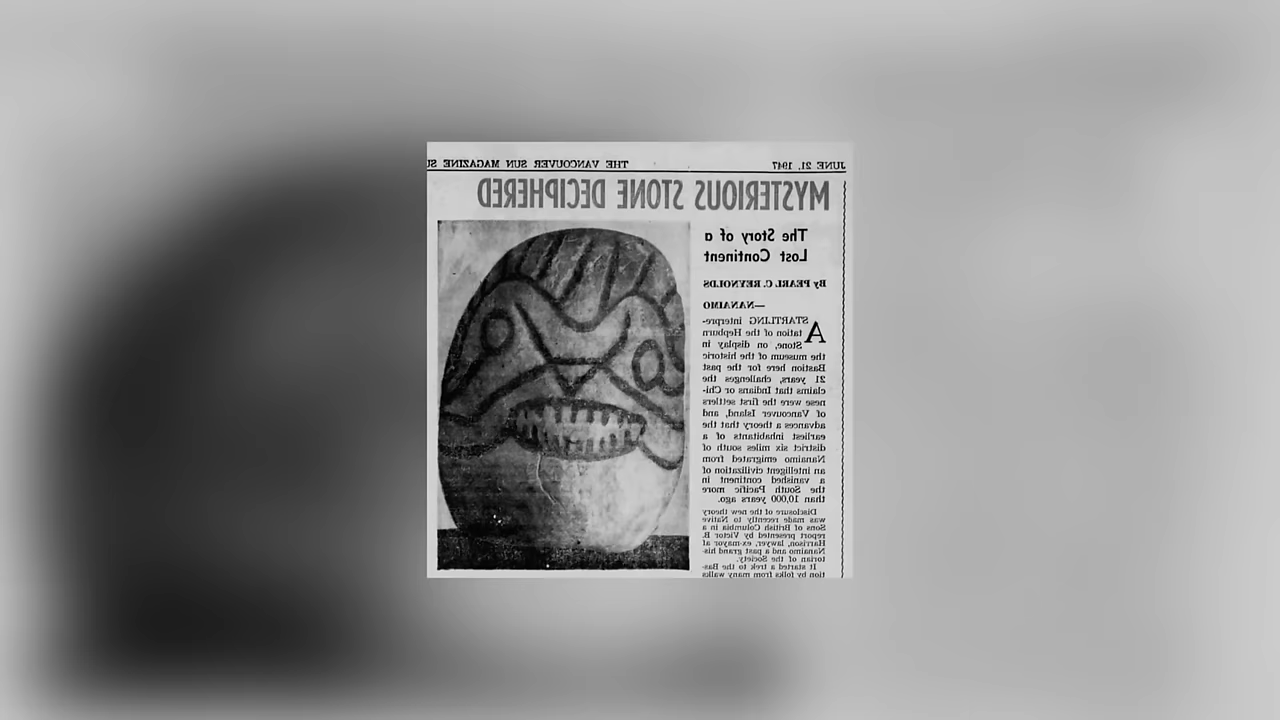 JUNE 21, 1947 THE VANCOUVER SUN MAGAZINE SU
MYSTERIOUS STONE DECIPHERED
The Story of a
Lost Continent
By PEARL C. REYNOLDS
NANAIMO—
A STARTLING interpre-
tation of the Hepburn
Stone, on display in
the museum of the historic
Bastion here for the past
21 years, challenges the
claims that Indians or Chi-
nese were the first settlers
of Vancouver Island, and
advances a theory that the
earliest inhabitants of a
district six miles south of
Nanaimo emigrated from
an intelligent civilization of
a vanished continent in
the South Pacific more
than 10,000 years ago.
Disclosure of the new theory
was made recently to Native
Sons of British Columbia in a
report presented by Victor B.
Harrison, lawyer, ex-mayor of
Nanaimo and a past grand his-
torian of the Society.
It started a trek to the Bas-
tion by folks from many walks